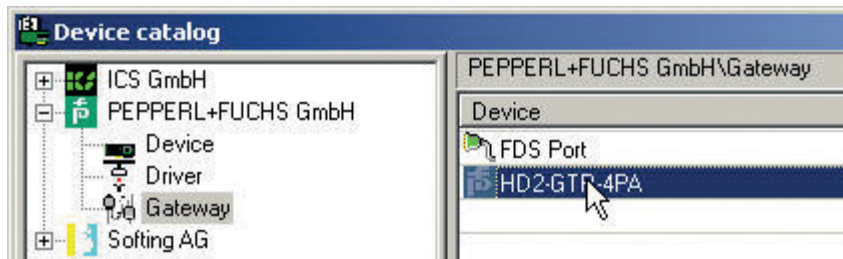 Device catalog
ICS GmbH
PEPPERL+FUCHS GmbH
Device
Driver
Gateway
Softing AG
PEPPERL+FUCHS GmbH\Gateway
Device
FDS Port
HD2-GTR-4PA